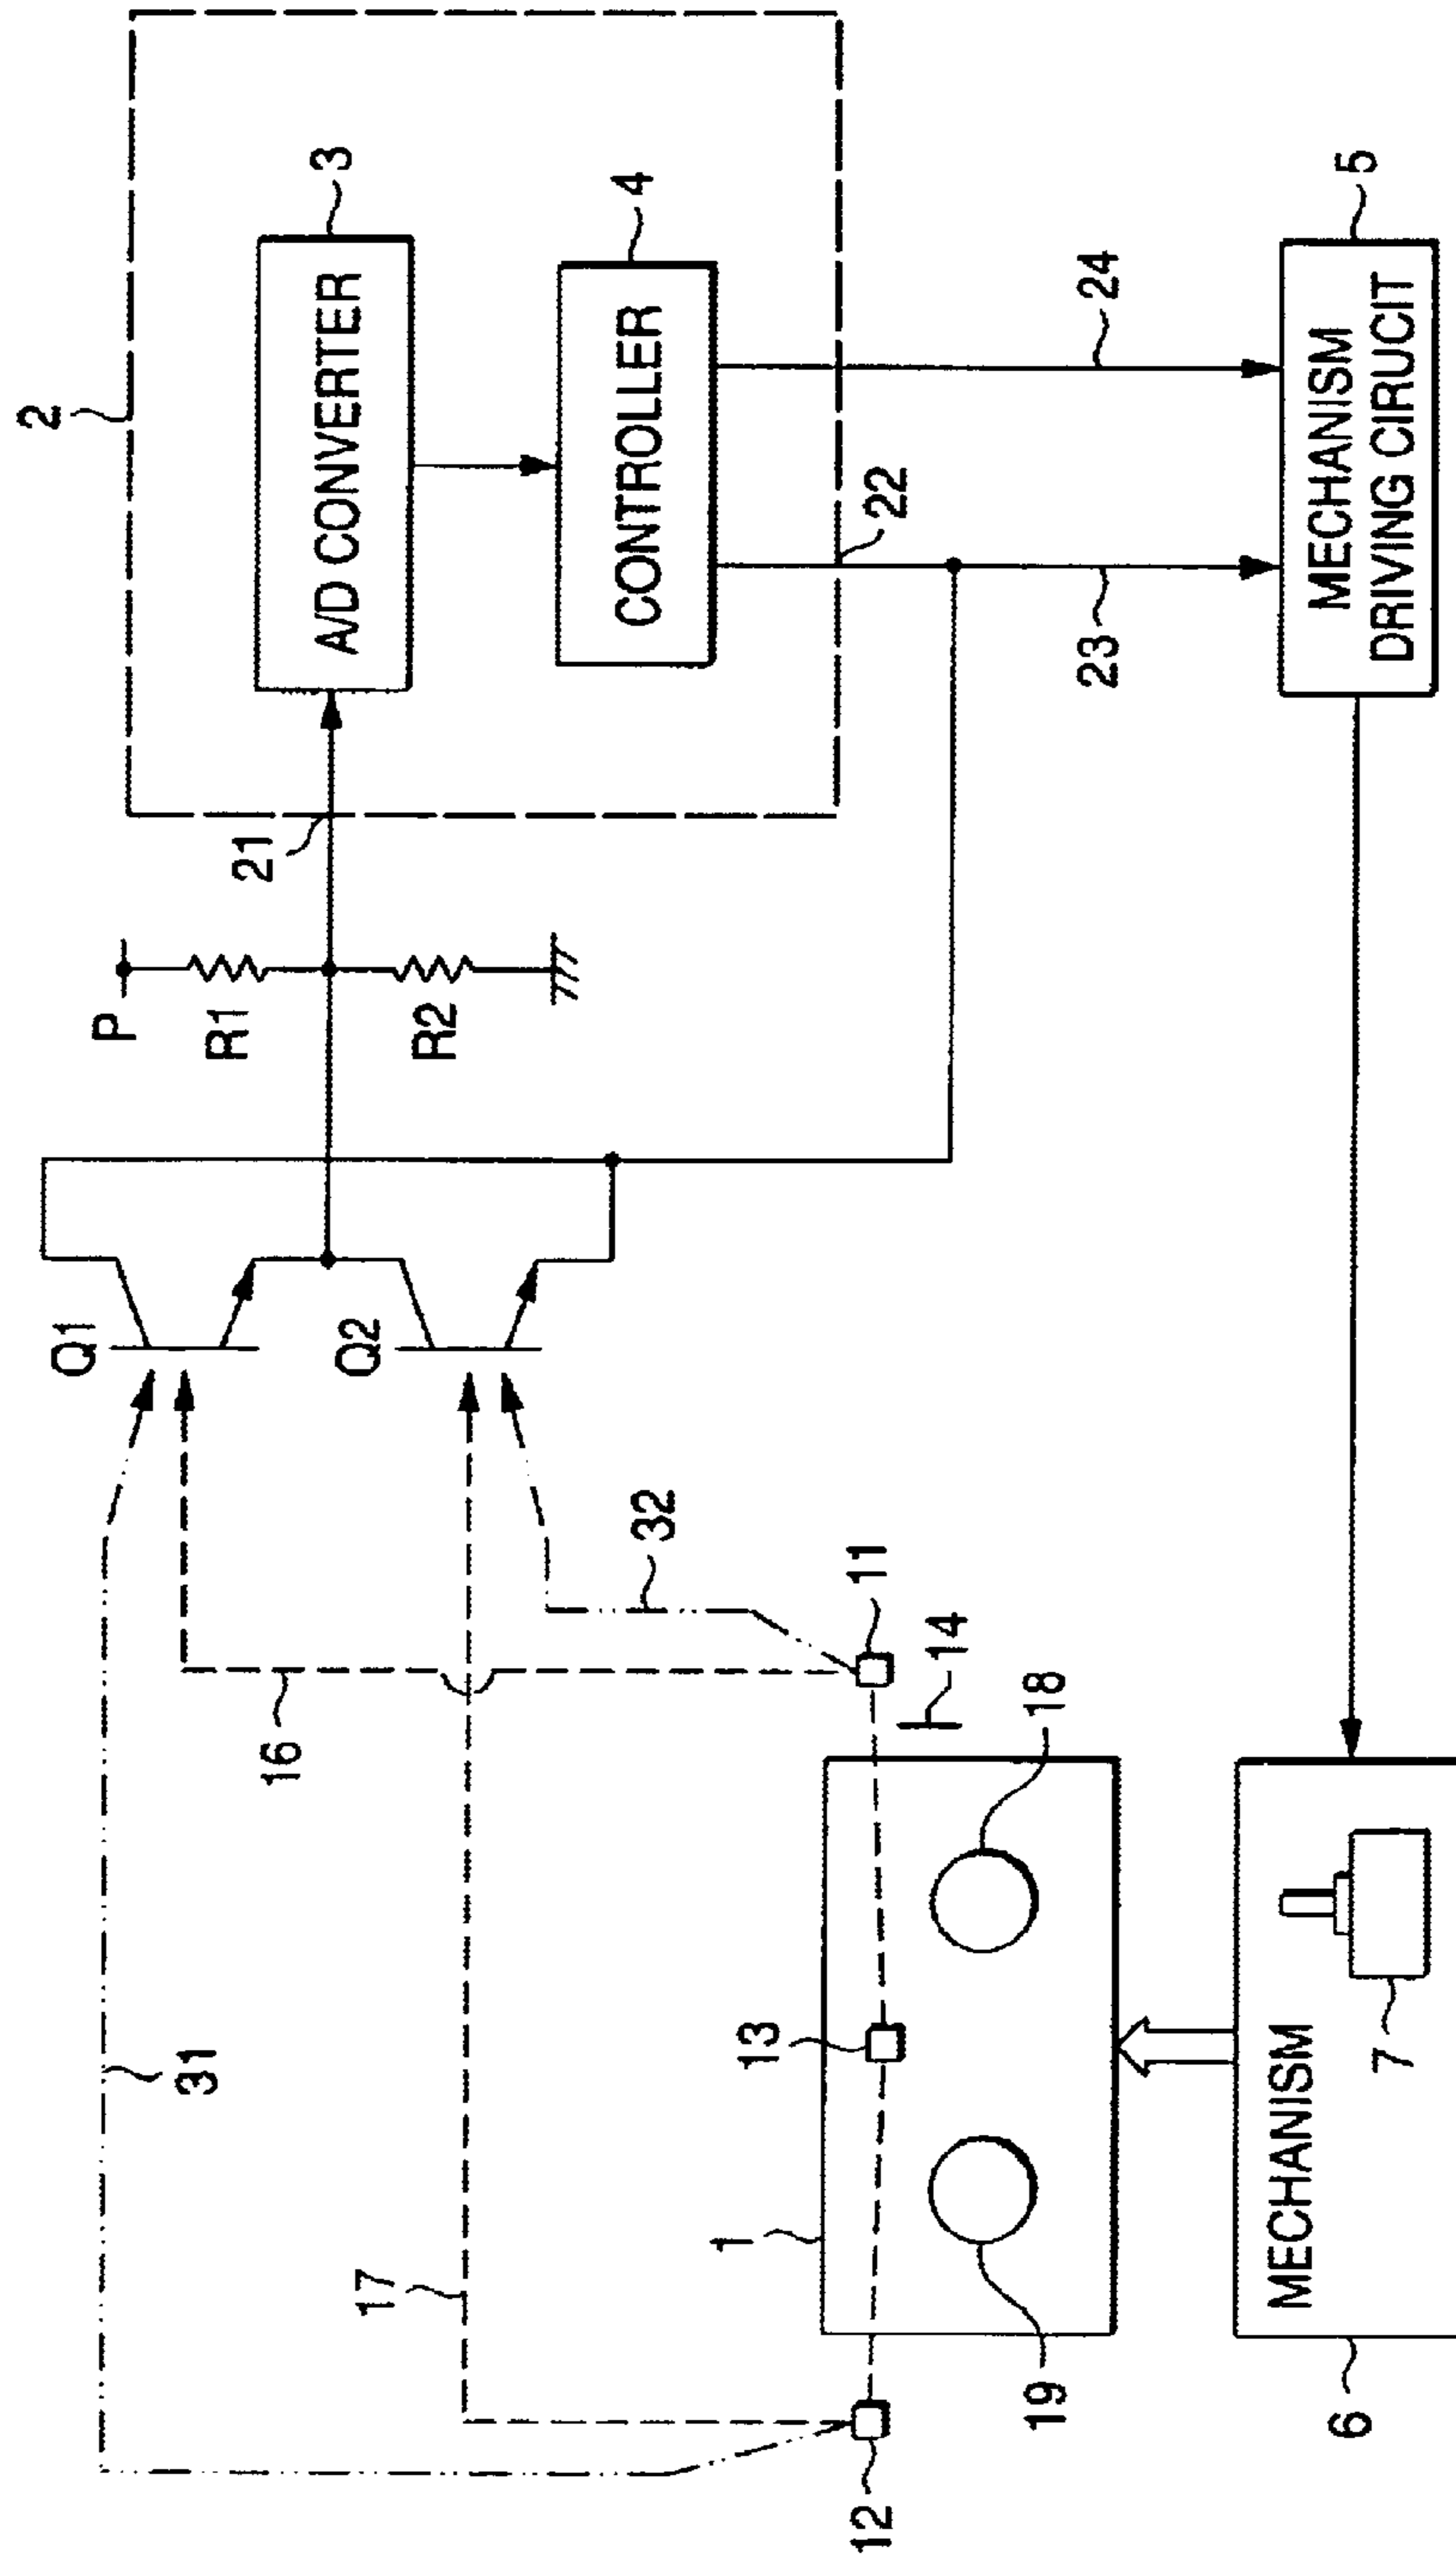 2
Q1
P
31
R1
21
16
3
A/D CONVERTER
Q2
17
R2
4
CONTROLLER
32
1
13
12
11
22
14
19
18
23
24
6
MECHANISM
7
5
MECHANISM
DRIVING CIRUCIT